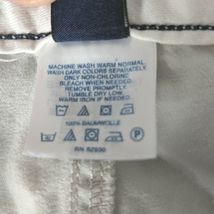 MACHINE WASH WARM NORMAL.
WASH DARK COLORS SEPARATELY.
ONLY NON-CHLORINE
BLEACH WHEN NEEDED.
REMOVE PROMPTLY.
TUMBLE DRY LOW.
WARM IRON IF NEEDED.
P
100% BAUMWOLLE
RN 62930